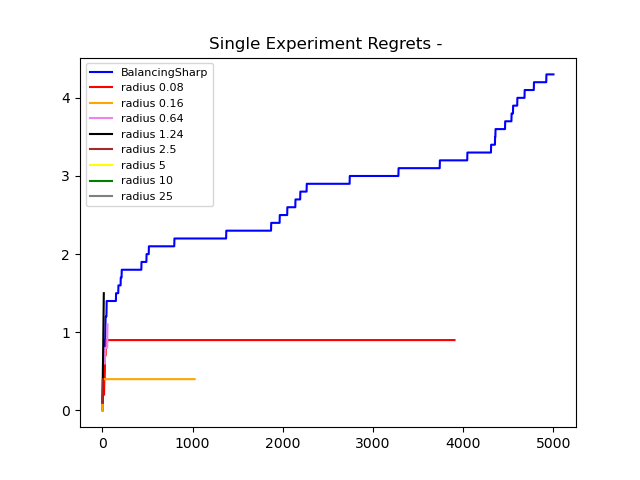 Single Experiment Regrets -
BalancingSharp
radius 0.08
radius 0.16
radius 0.64
radius 1.24
radius 2.5
radius 5
radius 10
radius 25
4
3
2
1
0
0 1000 2000 3000 4000 5000